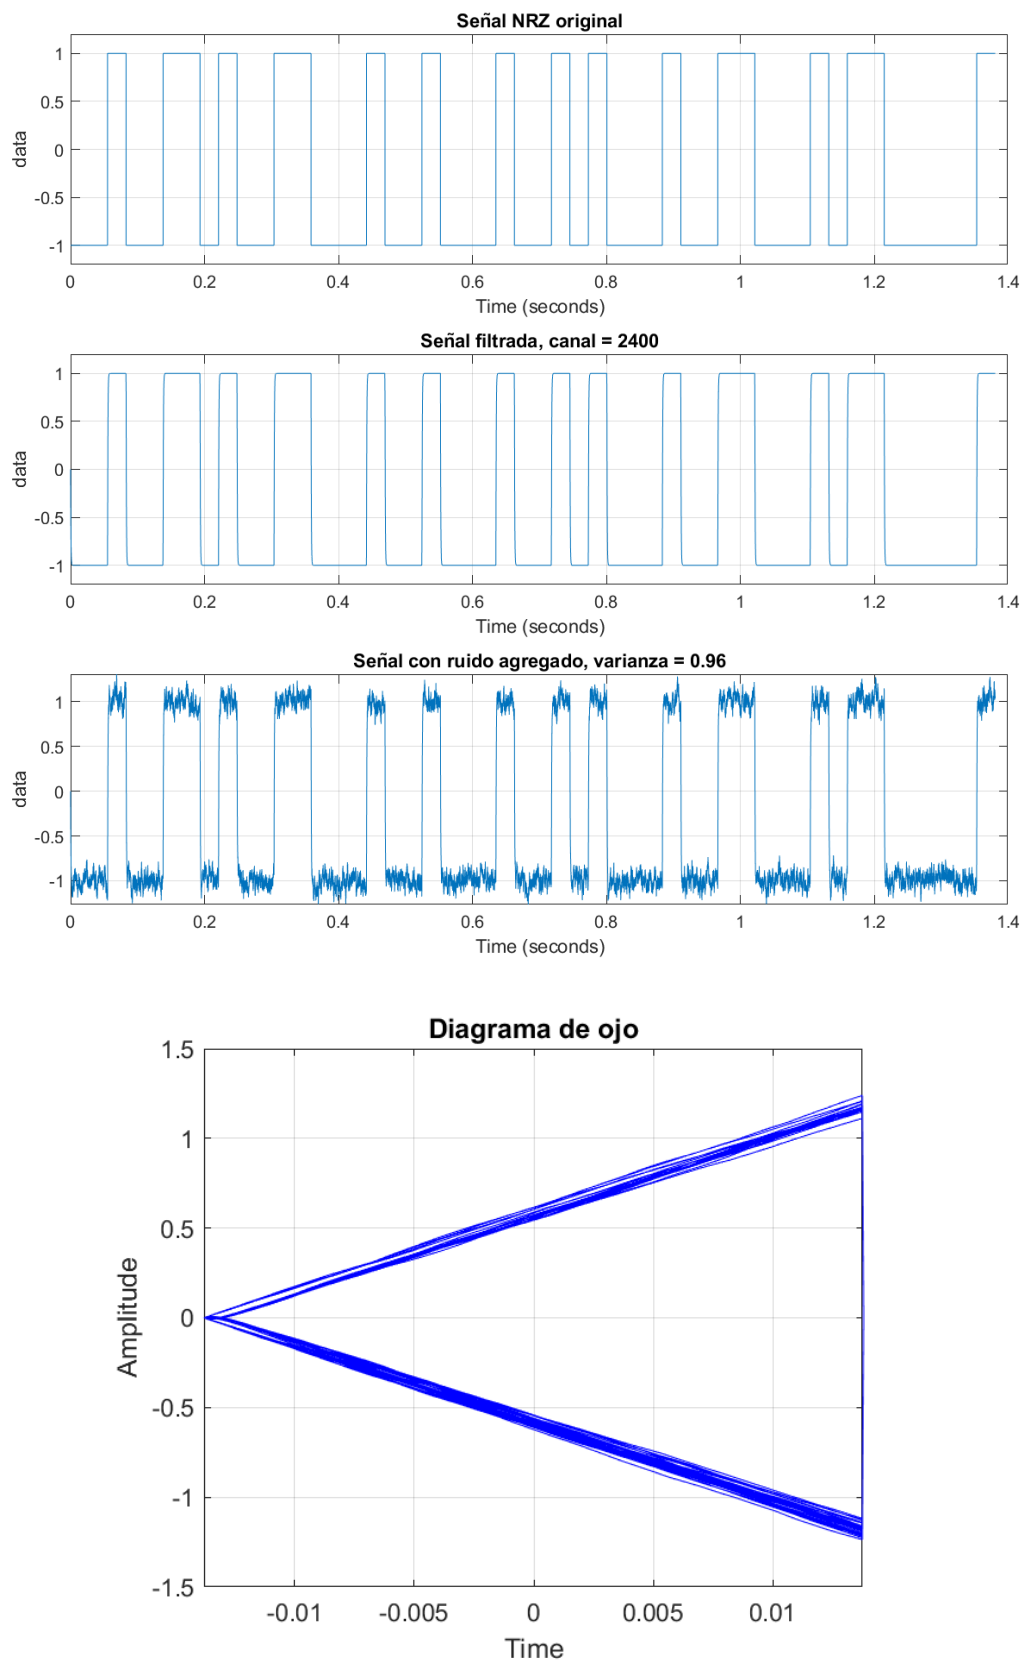 Señal NRZ original
1
0.5
0
-0.5
-1
data
0 0.2 0.4 0.6 0.8 1 1.2 1.4
Time (seconds)
Señal filtrada, canal = 2400
1
0.5
0
-0.5
-1
data
0 0.2 0.4 0.6 0.8 1 1.2 1.4
Time (seconds)
Señal con ruido agregado, varianza = 0.96
1
0.5
0
-0.5
-1
data
0 0.2 0.4 0.6 0.8 1 1.2 1.4
Time (seconds)
Diagrama de ojo
1.5
1
0.5
0
-0.5
-1
-1.5
Amplitude
-0.01 -0.005 0 0.005 0.01
Time